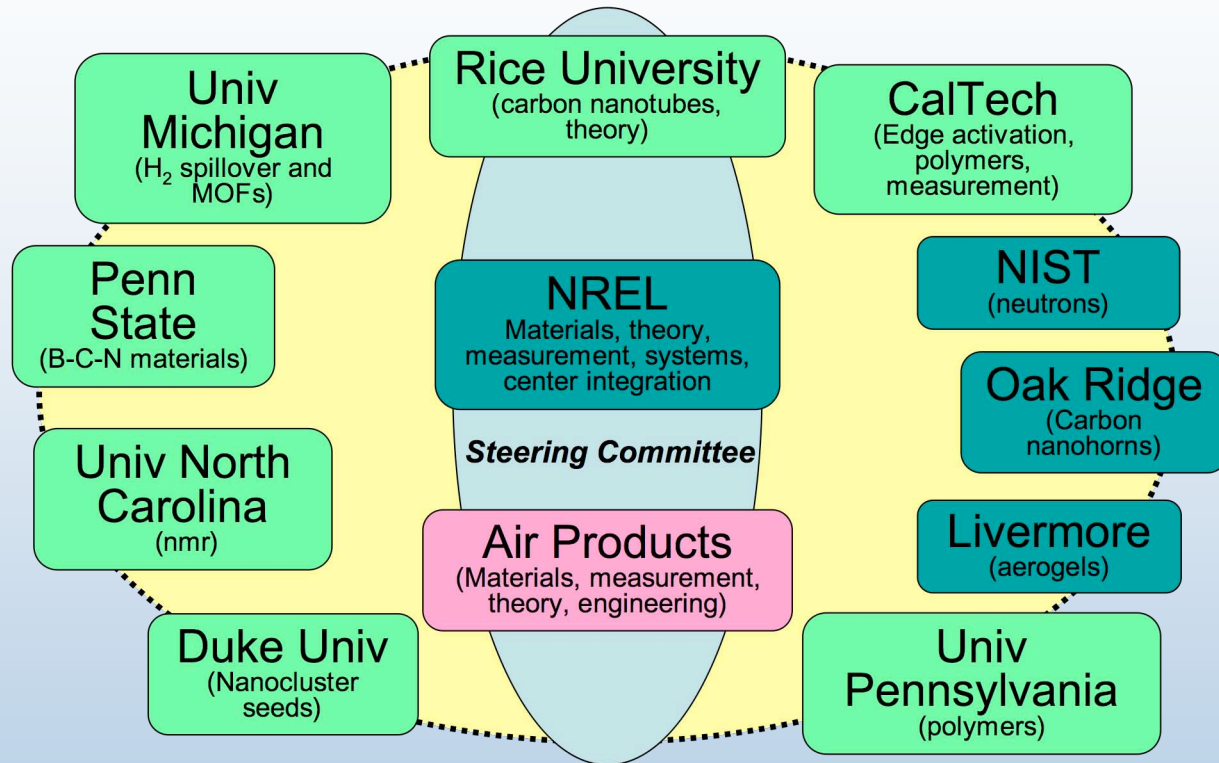 Univ
Michigan
(H₂ spillover and
MOFs)
Rice University
(carbon nanotubes,
theory)
CalTech
(Edge activation,
polymers,
measurement)
Penn
State
(B-C-N materials)
NREL
Materials, theory,
measurement, systems,
center integration
NIST
(neutrons)
Oak Ridge
(Carbon
nanohorns)
Univ North
Carolina
(nmr)
Steering Committee
Livermore
(aerogels)
Air Products
(Materials, measurement,
theory, engineering)
Duke Univ
(Nanocluster
seeds)
Univ
Pennsylvania
(polymers)